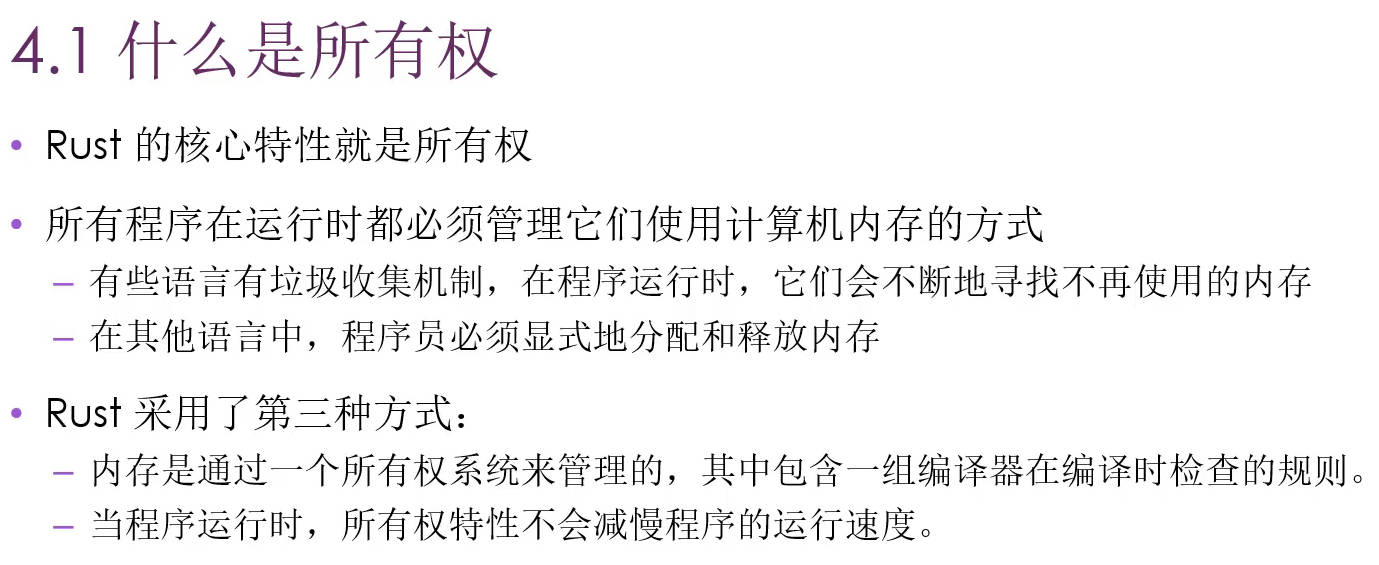 4.1 什么是所有权
• Rust 的核心特性就是所有权
• 所有程序在运行时都必须管理它们使用计算机内存的方式
– 有些语言有垃圾收集机制，在程序运行时，它们会不断地寻找不再使用的内存
– 在其他语言中，程序员必须显式地分配和释放内存
• Rust 采用了第三种方式：
– 内存是通过一个所有权系统来管理的，其中包含一组编译器在编译时检查的规则。
– 当程序运行时，所有权特性不会减慢程序的运行速度。